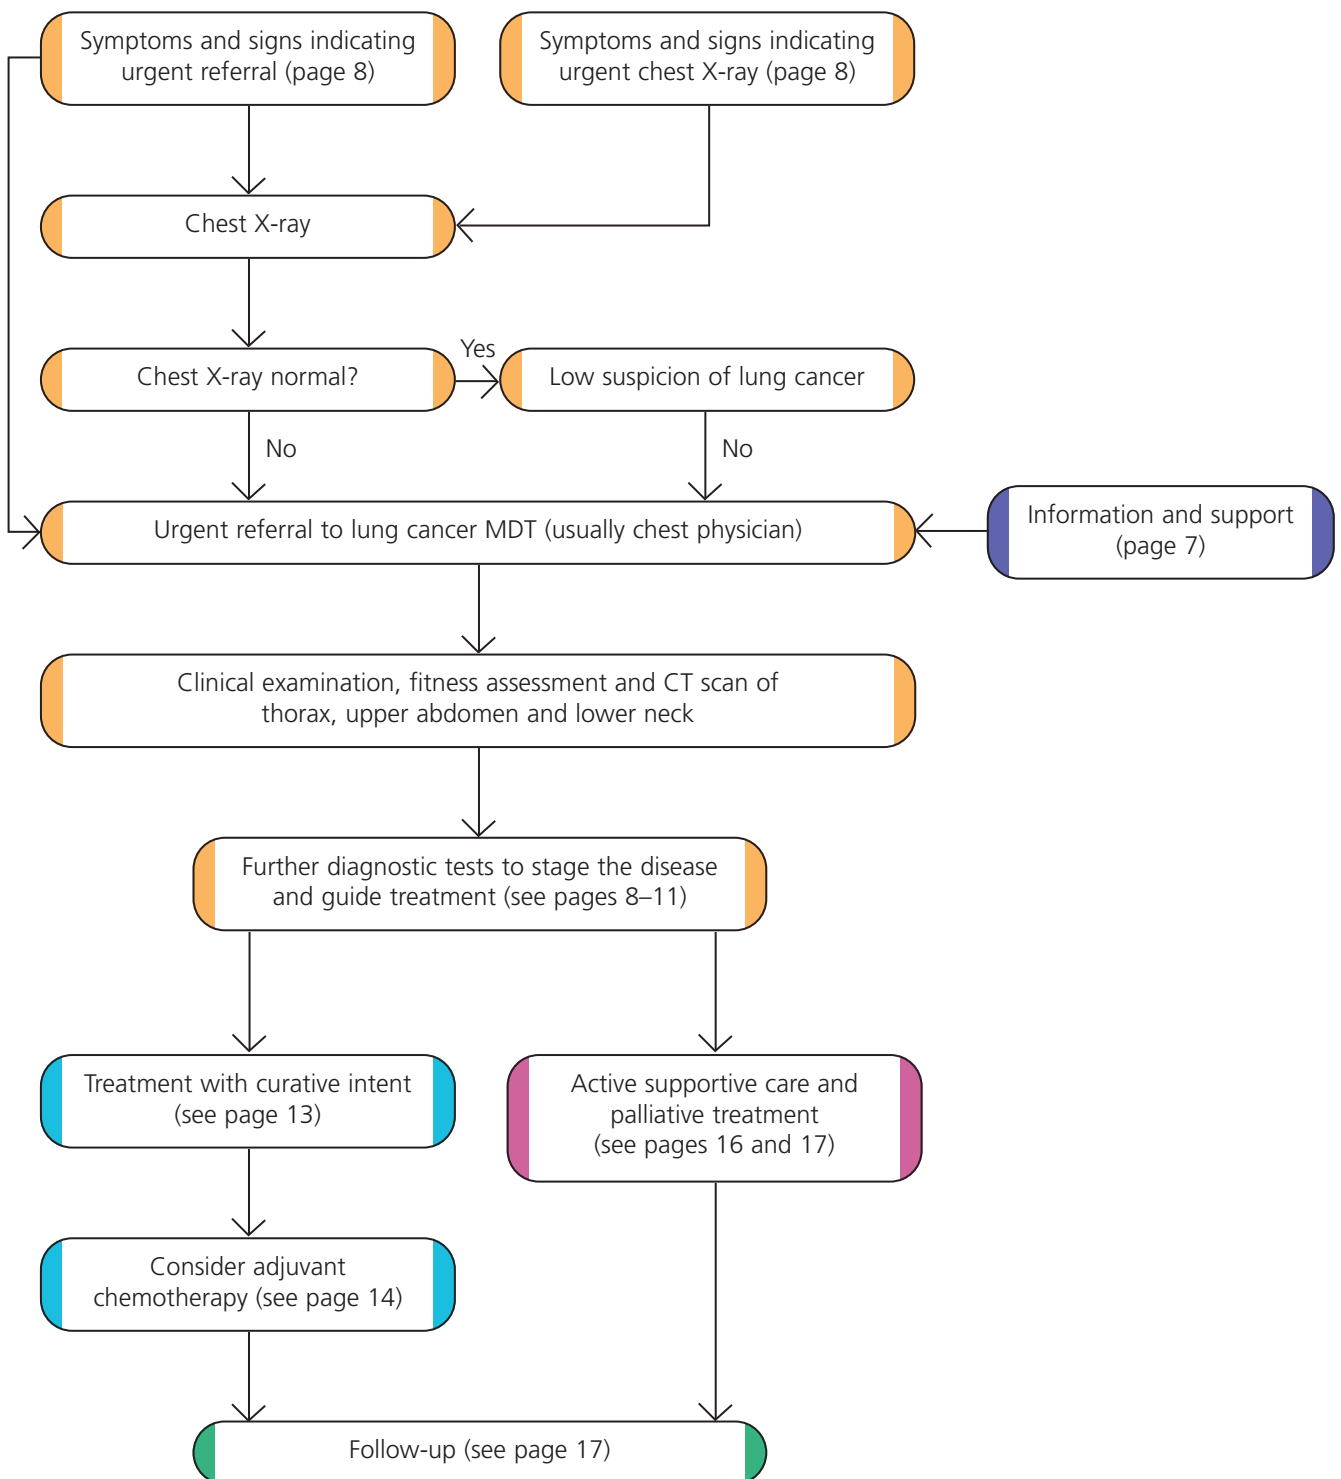 Symptoms and signs indicating
urgent referral (page 8)
Symptoms and signs indicating
urgent chest X-ray (page 8)
Chest X-ray
Chest X-ray normal?
Yes
Low suspicion of lung cancer
No
No
Urgent referral to lung cancer MDT (usually chest physician)
Information and support
(page 7)
Clinical examination, fitness assessment and CT scan of
thorax, upper abdomen and lower neck
Further diagnostic tests to stage the disease
and guide treatment (see pages 8–11)
Treatment with curative intent
(see page 13)
Active supportive care and
palliative treatment
(see pages 16 and 17)
Consider adjuvant
chemotherapy (see page 14)
Follow-up (see page 17)